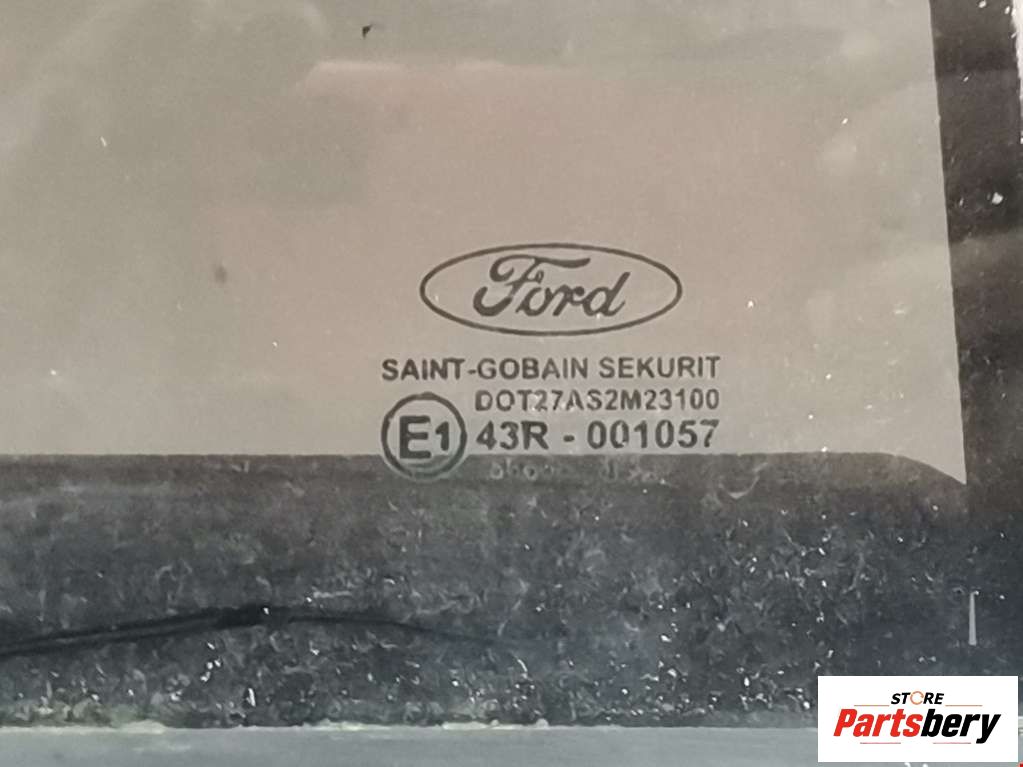 Ford
SAINT-GOBAIN SEKURIT
DOT27AS2M23100
E1 43R - 001057
STORE
Partsbery